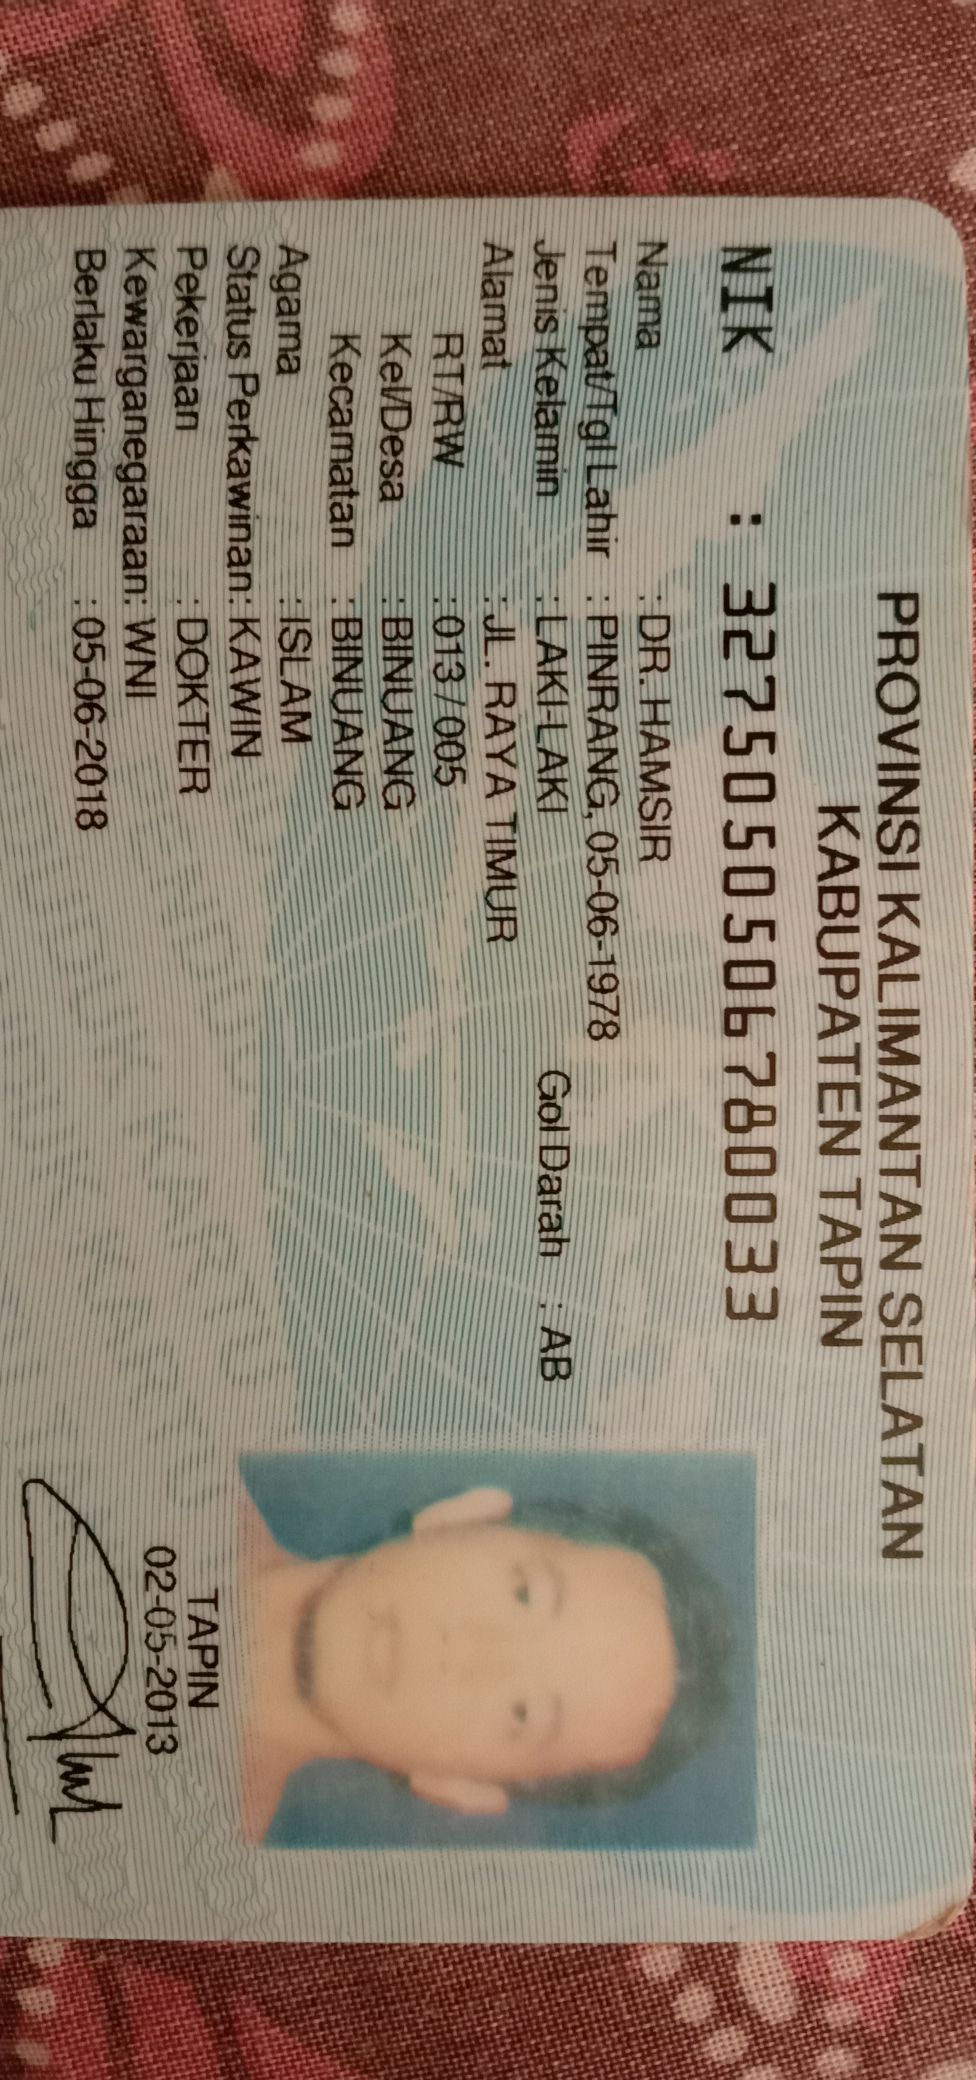 PROVINSI KALIMANTAN SELATAN
KABUPATEN TAPIN
NIK : 3275050506780033
Nama : DR. HAMSIR
Tempat/Tgl Lahir : PINRANG, 05-06-1978
Jenis Kelamin : LAKI-LAKI Gol Darah : AB
Alamat : JL. RAYA TIMUR
RT/RW : 013 / 005
Kel/Desa : BINUANG
Kecamatan : BINUANG
Agama : ISLAM
Status Perkawinan: KAWIN
Pekerjaan : DOKTER
Kewarganegaraan: WNI
Berlaku Hingga : 05-06-2018
TAPIN
02-05-2013